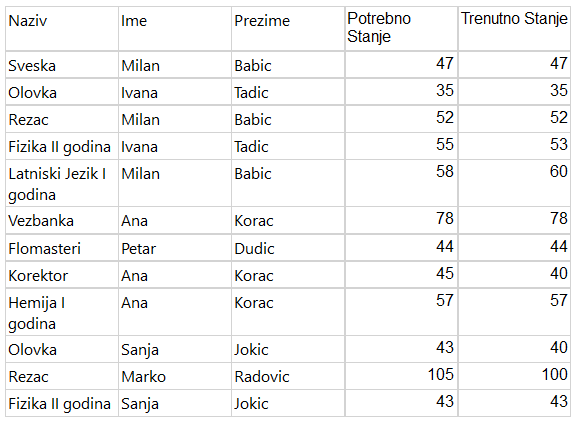 Naziv Ime Prezime Potrebno Stanje Trenutno Stanje
Sveska Milan Babic 47 47
Olovka Ivana Tadic 35 35
Rezac Milan Babic 52 52
Fizika II godina Ivana Tadic 55 53
Latniski Jezik I godina Milan Babic 58 60
Vezbanka Ana Korac 78 78
Flomasteri Petar Dudic 44 44
Korektor Ana Korac 45 40
Hemija I godina Ana Korac 57 57
Olovka Sanja Jokic 43 40
Rezac Marko Radovic 105 100
Fizika II godina Sanja Jokic 43 43